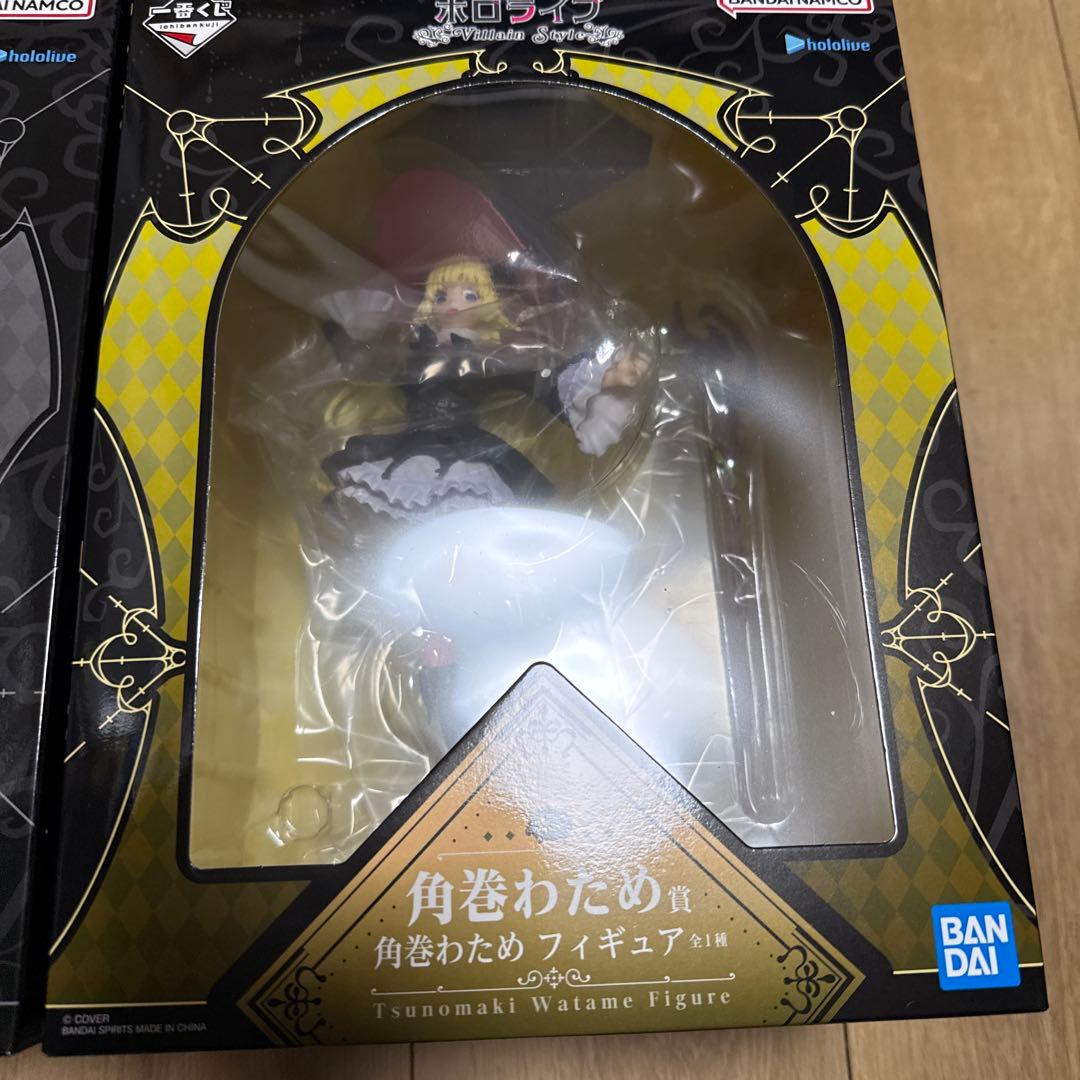 BANDAI NAMCO
hololive
一番くじ
ichibankuji
ホロライブ
Villain Style
BANDAI NAMCO
hololive
角巻わため賞
角巻わため フィギュア 全1種
Tsunomaki Watame Figure
BAN
DAI
© COVER
BANDAI SPIRITS MADE IN CHINA